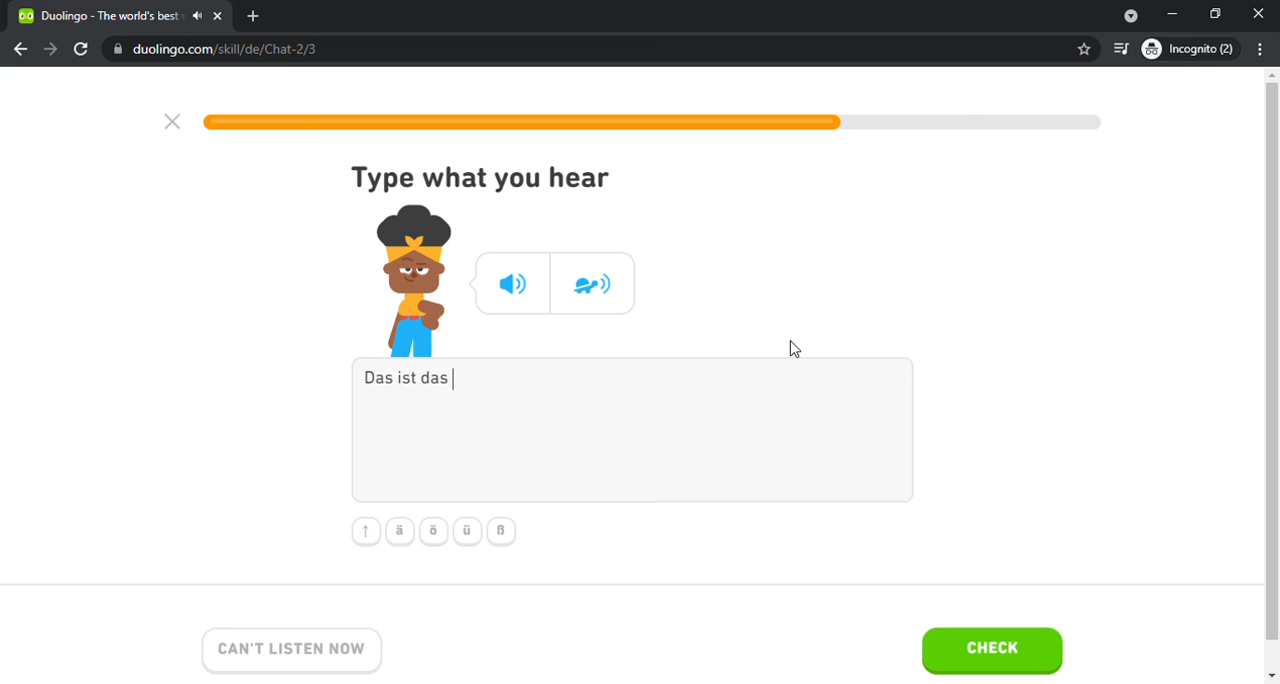 Duolingo - The world's best
duolingo.com/skill/de/Chat-2/3
Incognito (2)
Type what you hear
Das ist das
↑ ä ö ü ß
CAN'T LISTEN NOW
CHECK